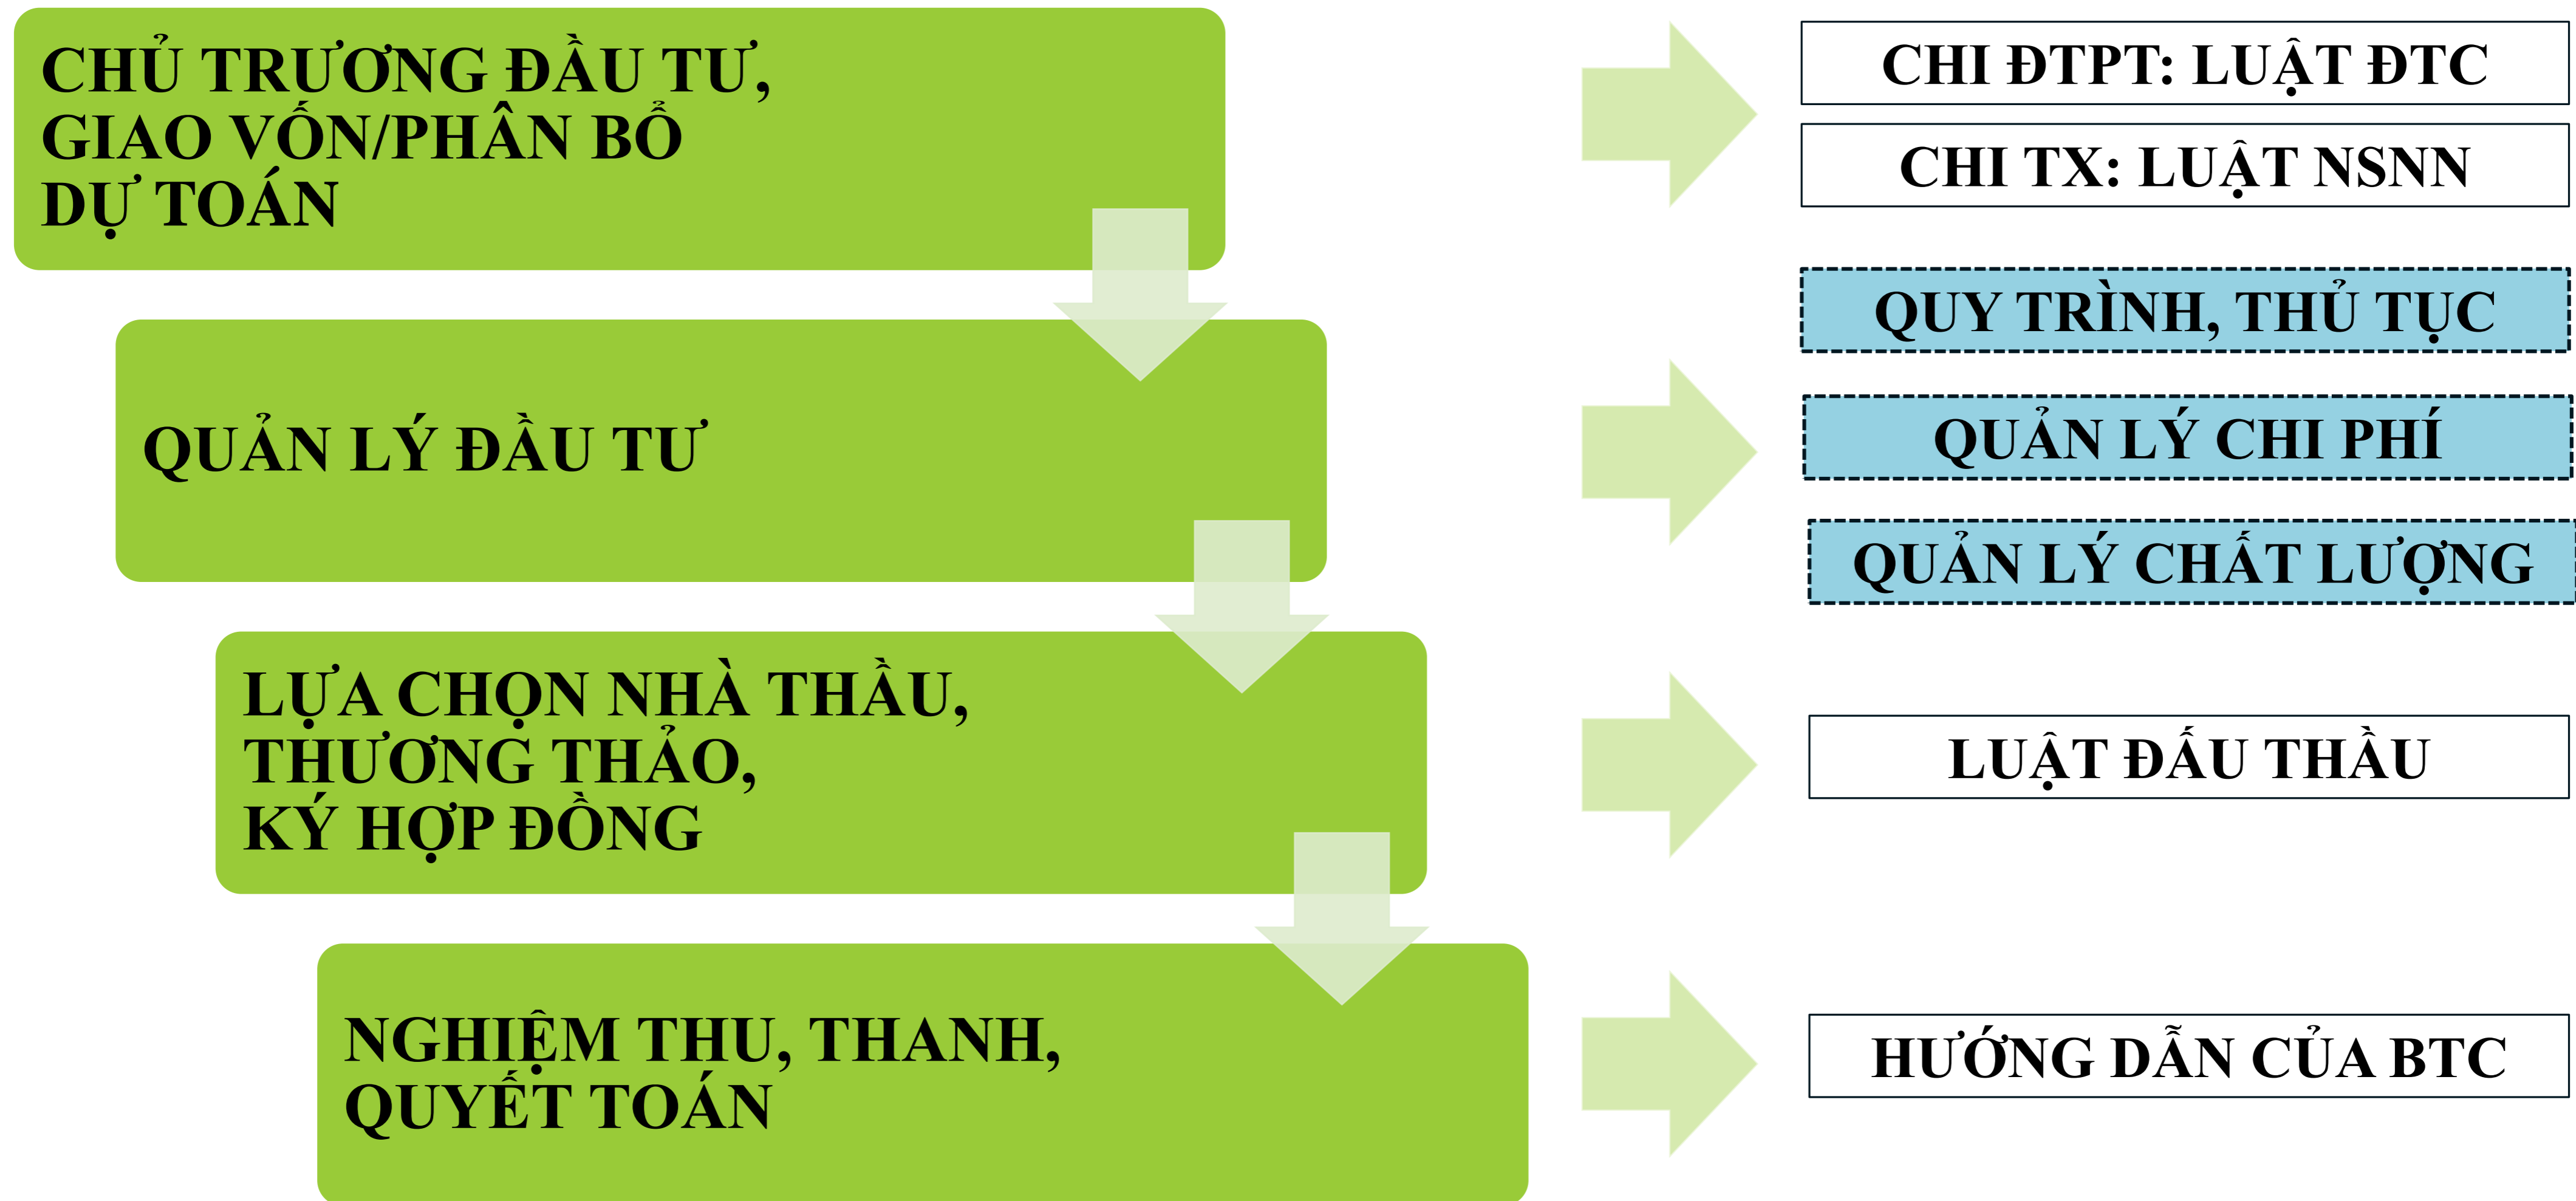 CHỦ TRƯƠNG ĐẦU TƯ,
GIAO VỐN/PHÂN BỔ
DỰ TOÁN
CHI ĐTPT: LUẬT ĐTC
CHI TX: LUẬT NSNN
QUẢN LÝ ĐẦU TƯ
QUY TRÌNH, THỦ TỤC
QUẢN LÝ CHI PHÍ
QUẢN LÝ CHẤT LƯỢNG
LỰA CHỌN NHÀ THẦU,
THƯƠNG THẢO,
KÝ HỢP ĐỒNG
LUẬT ĐẤU THẦU
NGHIỆM THU, THANH,
QUYẾT TOÁN
HƯỚNG DẪN CỦA BTC